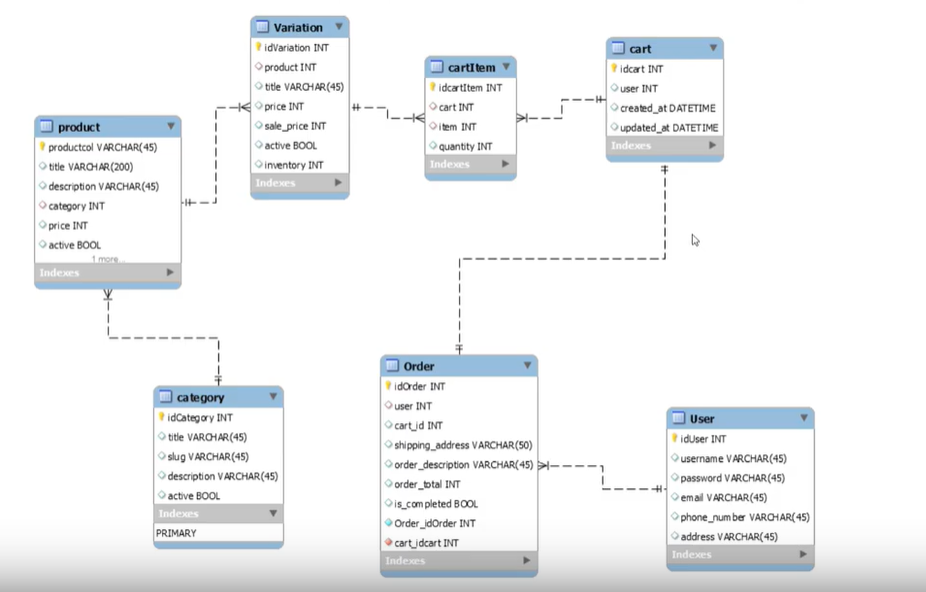 Variation
idVariation INT
product INT
title VARCHAR(45)
price INT
sale_price INT
active BOOL
inventory INT
Indexes
cartItem
idcartItem INT
cart INT
item INT
quantity INT
Indexes
cart
idcart INT
user INT
created_at DATETIME
updated_at DATETIME
Indexes
product
productcol VARCHAR(45)
title VARCHAR(200)
description VARCHAR(45)
category INT
price INT
active BOOL
1 more...
Indexes
category
idCategory INT
title VARCHAR(45)
slug VARCHAR(45)
description VARCHAR(45)
active BOOL
Indexes
PRIMARY
Order
idOrder INT
user INT
cart_id INT
shipping_address VARCHAR(50)
order_description VARCHAR(45)
order_total INT
is_completed BOOL
Order_idOrder INT
cart_idcart INT
Indexes
User
idUser INT
username VARCHAR(45)
password VARCHAR(45)
email VARCHAR(45)
phone_number VARCHAR(45)
address VARCHAR(45)
Indexes